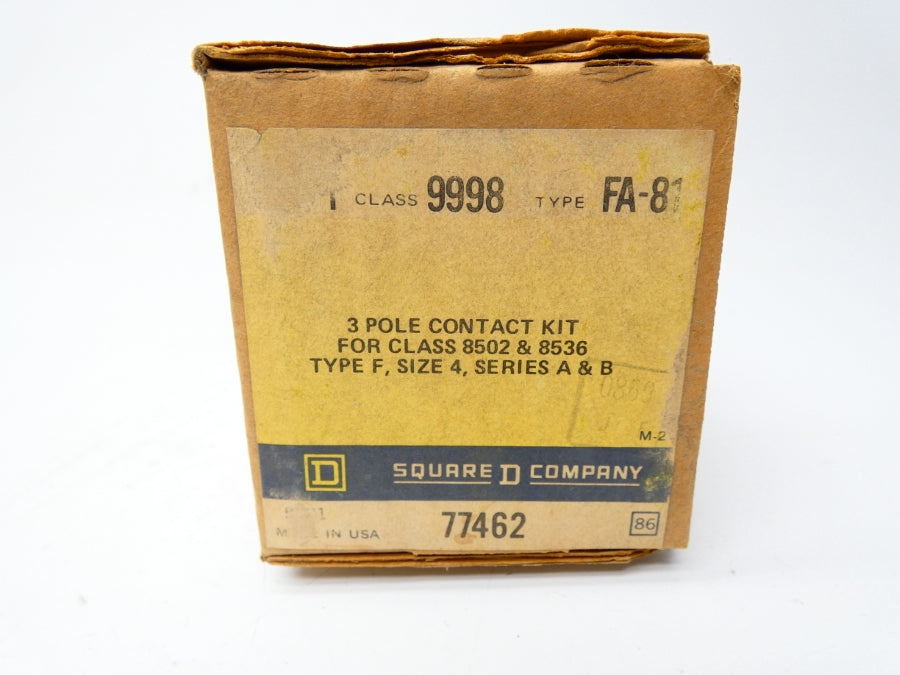 1 CLASS 9998 TYPE FA-81
3 POLE CONTACT KIT
FOR CLASS 8502 & 8536
TYPE F, SIZE 4, SERIES A & B
M-2
D SQUARE D COMPANY
77462 86
IN USA